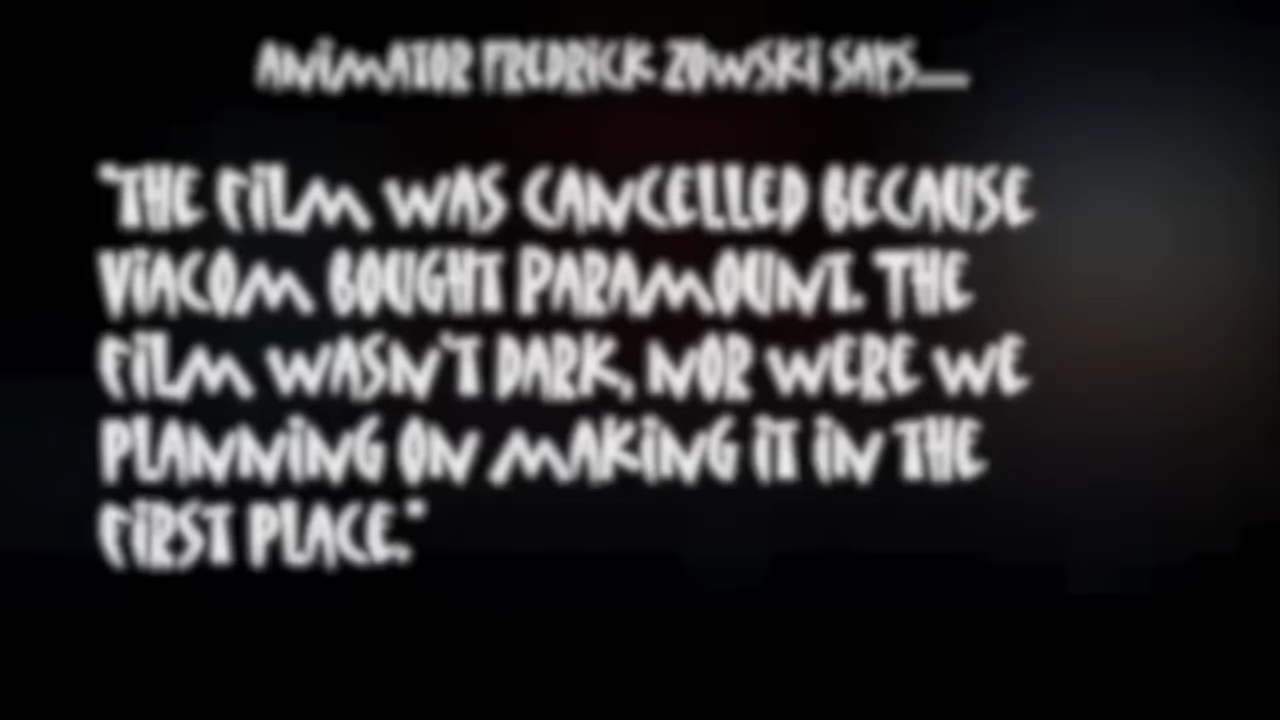 ANIMATOR FREDRICK ZOWSKI SAYS....
"THE FILM WAS CANCELLED BECAUSE
VIACOM BOUGHT PARAMOUNT. THE
FILM WASN'T DARK, NOR WERE WE
PLANNING ON MAKING IT IN THE
FIRST PLACE."